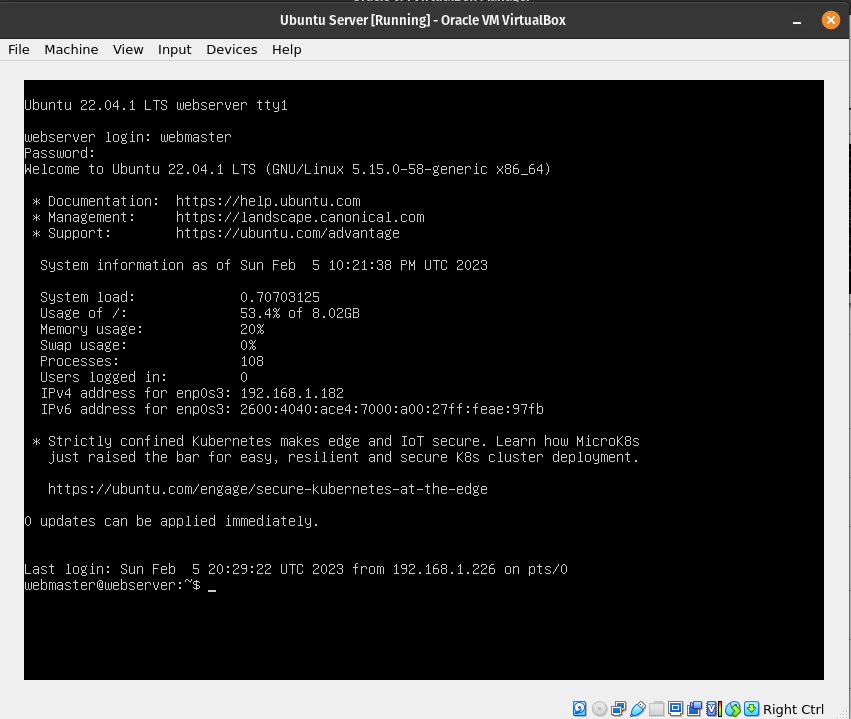 Ubuntu Server [Running] - Oracle VM VirtualBox
File Machine View Input Devices Help
Ubuntu 22.04.1 LTS webserver tty1
webserver login: webmaster
Password:
Welcome to Ubuntu 22.04.1 LTS (GNU/Linux 5.15.0-58-generic x86_64)
* Documentation:  https://help.ubuntu.com
* Management:     https://landscape.canonical.com
* Support:        https://ubuntu.com/advantage
System information as of Sun Feb  5 10:21:38 PM UTC 2023
System load:             0.70703125
Usage of /:              53.4% of 8.02GB
Memory usage:            20%
Swap usage:              0%
Processes:               108
Users logged in:         0
IPv4 address for enp0s3: 192.168.1.182
IPv6 address for enp0s3: 2600:4040:ace4:7000:a00:27ff:feae:97fb
* Strictly confined Kubernetes makes edge and IoT secure. Learn how MicroK8s
just raised the bar for easy, resilient and secure K8s cluster deployment.
https://ubuntu.com/engage/secure-kubernetes-at-the-edge
0 updates can be applied immediately.
Last login: Sun Feb  5 20:29:22 UTC 2023 from 192.168.1.226 on pts/0
webmaster@webserver:~$ _
Right Ctrl